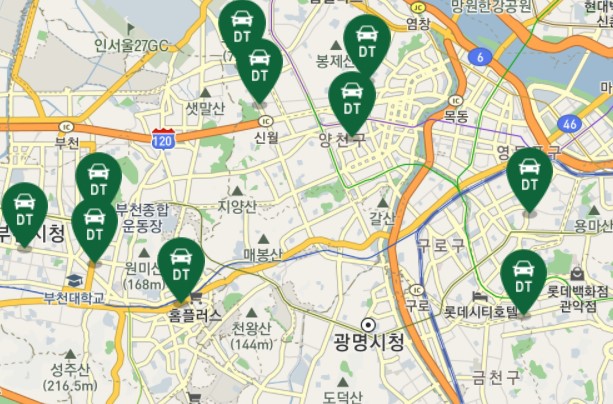 망원한강공원
염창
인서울27GC
DT
DT
DT
봉제산
6
DT
샛말산
IC
목동
46
IC
부천
120
IC
신월
양천구
DT
DT
지양산
갈산
용마산
DT
부천종합
운동장
시청
DT
구로구
매봉산
DT
원미산
(168m)
DT
부천대학교
홈플러스
IC
구로
롯데시티호텔
롯데백화점
관악점
천왕산
(144m)
광명시청
성주산
(216.5m)
금천구
도덕산